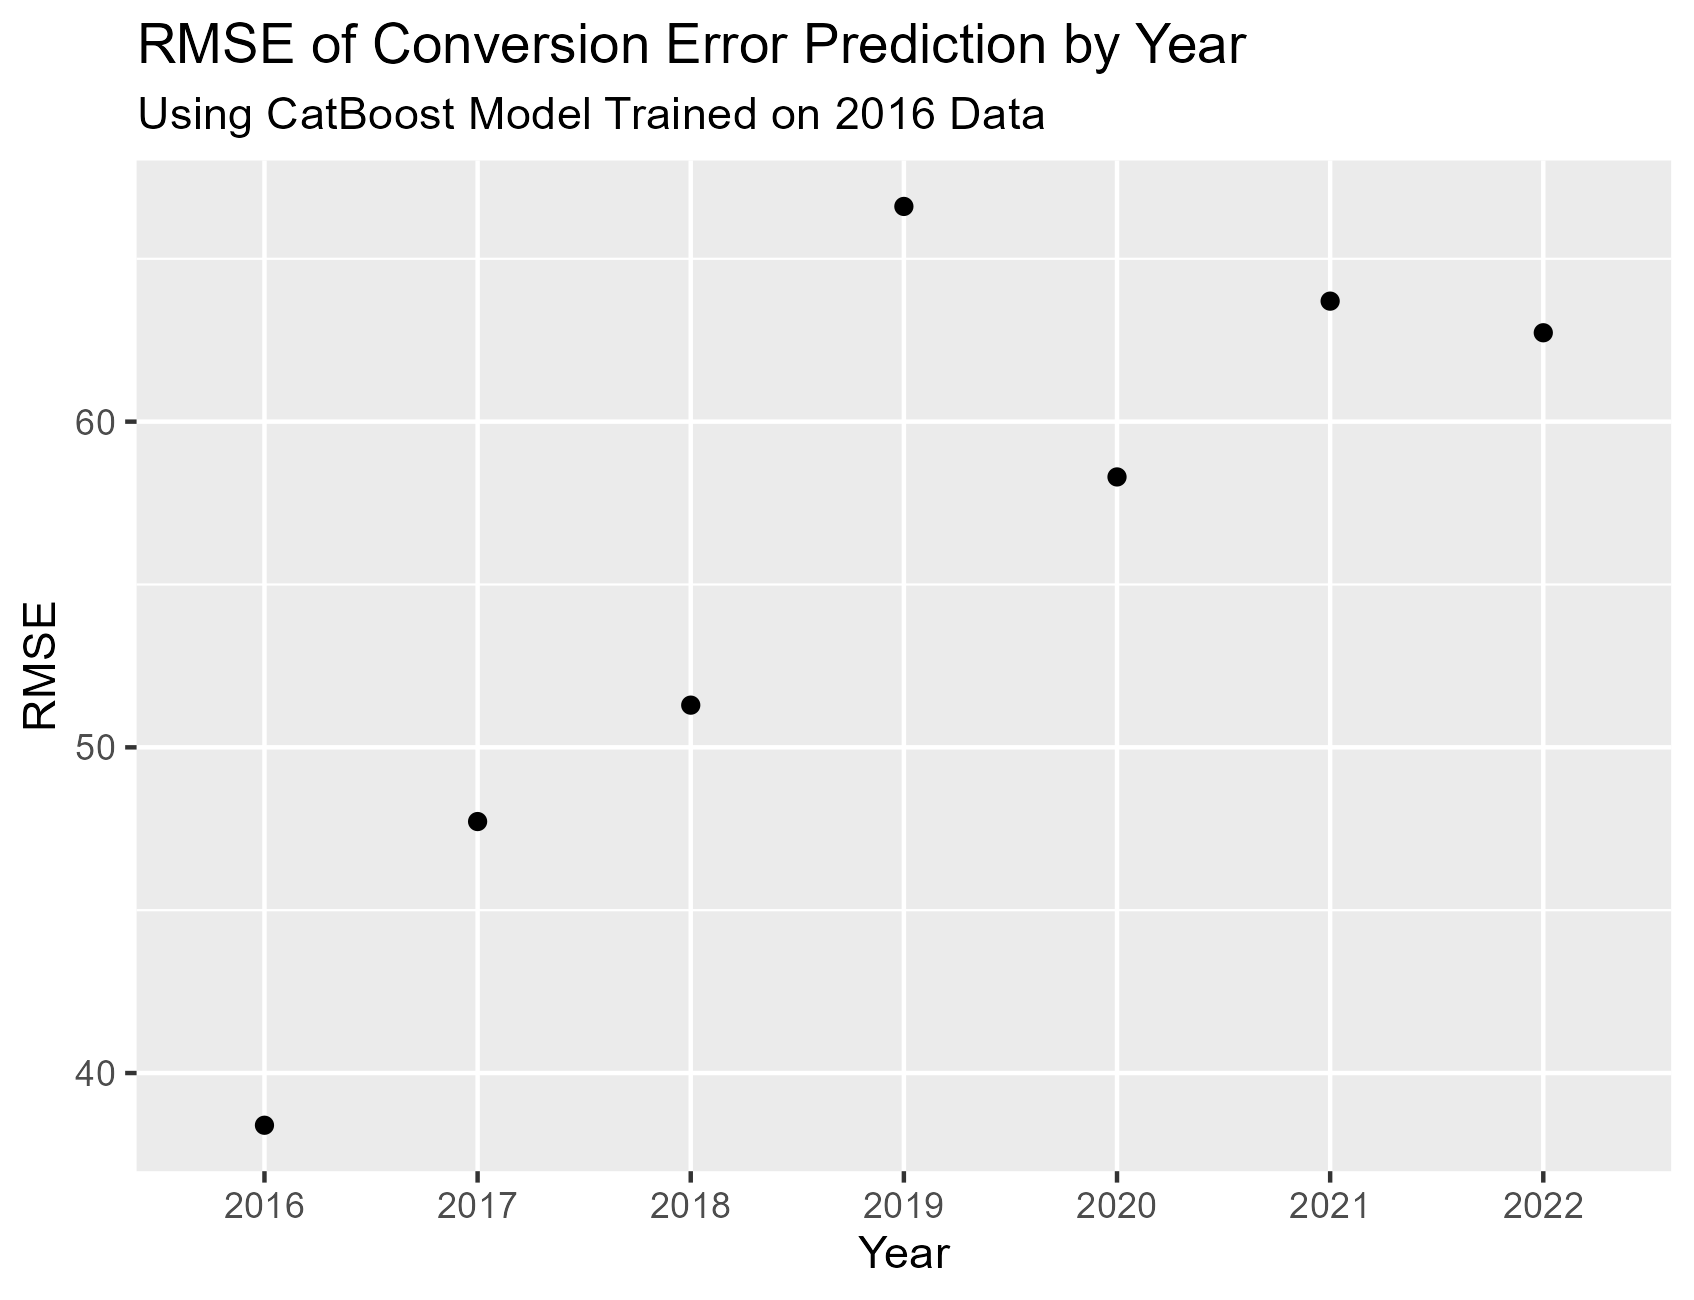 RMSE of Conversion Error Prediction by Year
Using CatBoost Model Trained on 2016 Data
RMSE
60
50
40
2016 2017 2018 2019 2020 2021 2022
Year